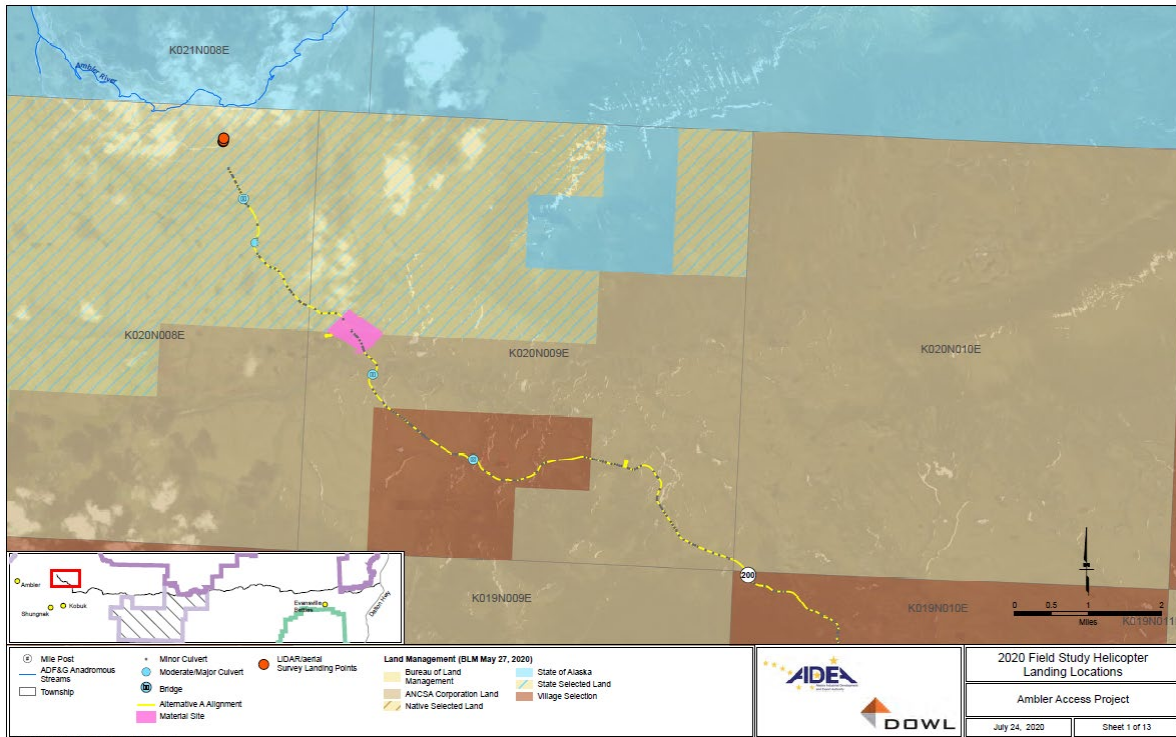 K021N008E
Ambler River
K020N008E
K020N009E
K020N010E
200
K019N009E
K019N010E
K019N011E
0 0.5 1 2
Miles
Ambler
Shungnak
Kobuk
Evansville
Bettles
Dalton Hwy
Mile Post
ADF&G Anadromous
Streams
Township
Minor Culvert
Moderate/Major Culvert
Bridge
Alternative A Alignment
Material Site
LIDAR/aerial
Survey Landing Points
Land Management (BLM May 27, 2020)
Bureau of Land
Management
ANCSA Corporation Land
Native Selected Land
State of Alaska
State Selected Land
Village Selection
AIDEA
DOWL
2020 Field Study Helicopter
Landing Locations
Ambler Access Project
July 24, 2020
Sheet 1 of 13